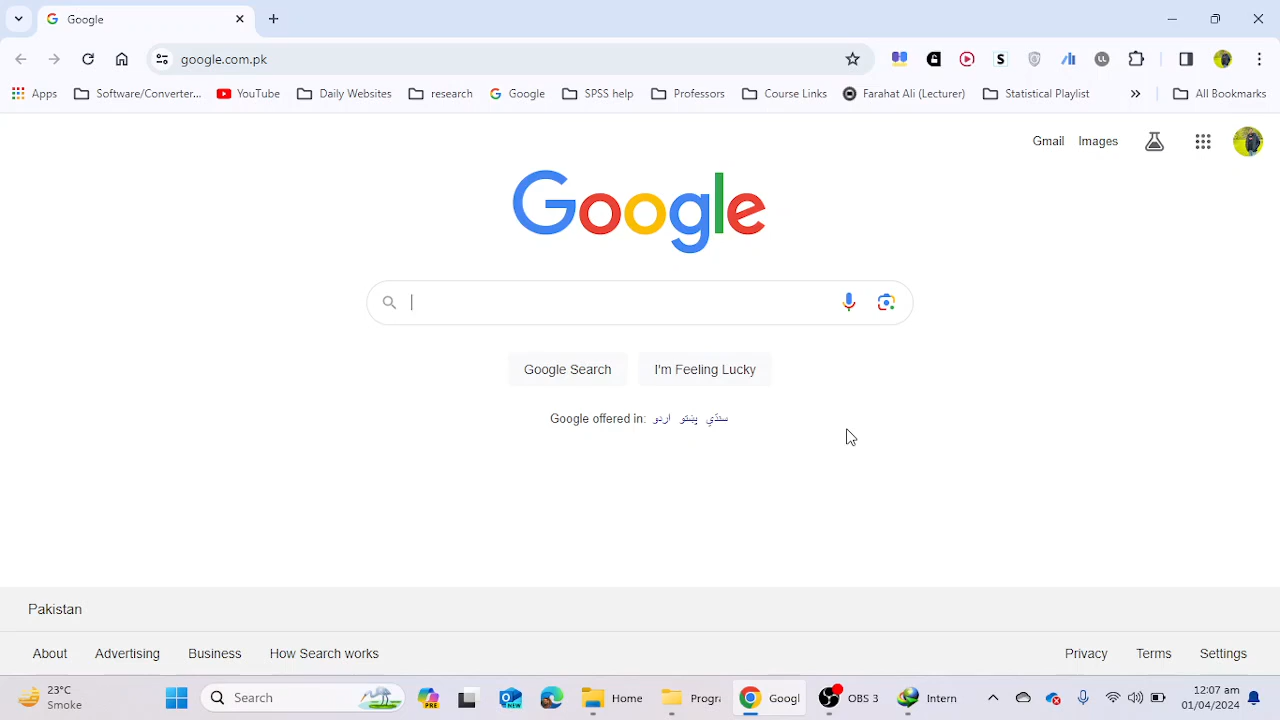 Google
google.com.pk
Apps Software/Converter... YouTube Daily Websites research Google SPSS help Professors Course Links Farahat Ali (Lecturer) Statistical Playlist » All Bookmarks
Gmail Images
Google
Google Search I'm Feeling Lucky
Google offered in: اردو پښتو سنڌي
Pakistan
About Advertising Business How Search works Privacy Terms Settings
23°C
Smoke
Search
PRE
NEW
Home
Progra
Googl
OBS S
Intern
12:07 am
01/04/2024